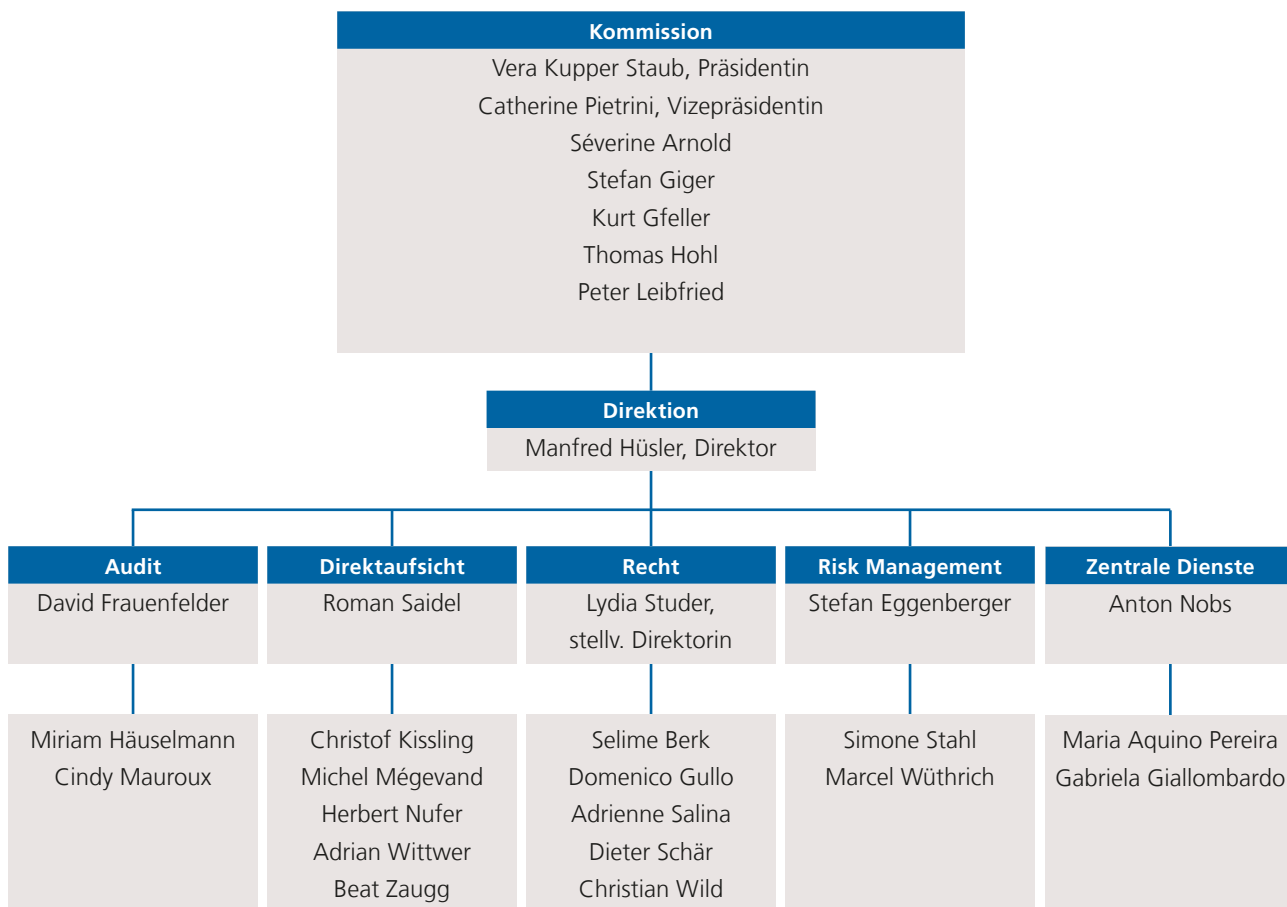 Kommission
Vera Kupper Staub, Präsidentin
Catherine Pietrini, Vizepräsidentin
Séverine Arnold
Stefan Giger
Kurt Gfeller
Thomas Hohl
Peter Leibfried
Direktion
Manfred Hüsler, Direktor
Audit
David Frauenfelder
Miriam Häuselmann
Cindy Mauroux
Direktaufsicht
Roman Saidel
Christof Kissling
Michel Mégevand
Herbert Nufer
Adrian Wittwer
Beat Zaugg
Recht
Lydia Studer,
stellv. Direktorin
Selime Berk
Domenico Gullo
Adrienne Salina
Dieter Schär
Christian Wild
Risk Management
Stefan Eggenberger
Simone Stahl
Marcel Wüthrich
Zentrale Dienste
Anton Nobs
Maria Aquino Pereira
Gabriela Giallombardo